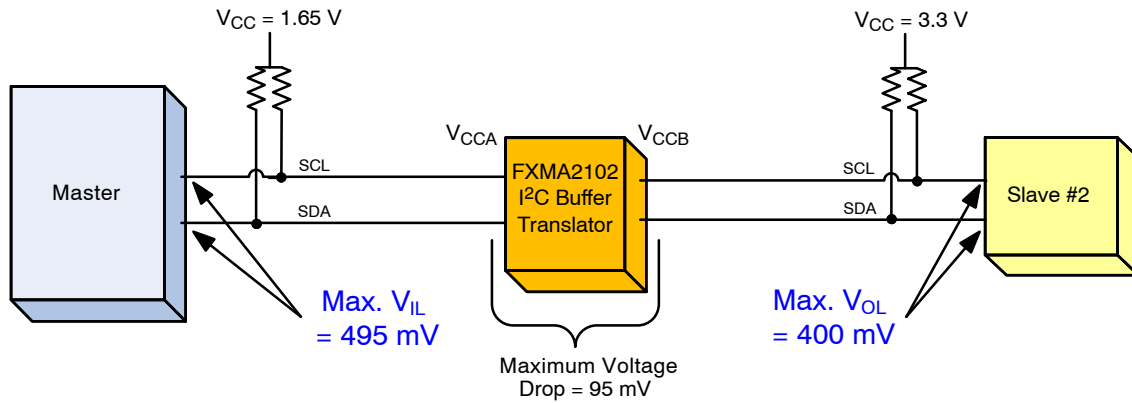 VCC = 1.65 V
VCC = 3.3 V
VCCA
VCCB
SCL
SDA
Master
FXMA2102
I²C Buffer
Translator
SCL
SDA
Slave #2
Max. VIL
= 495 mV
Max. VOL
= 400 mV
Maximum Voltage
Drop = 95 mV